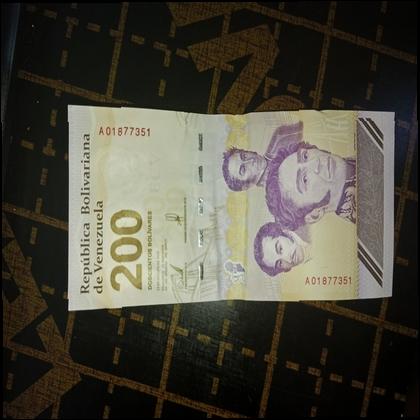 República Bolivariana
de Venezuela
200
DOSCIENTOS BOLÍVARES
A01877351
A01877351